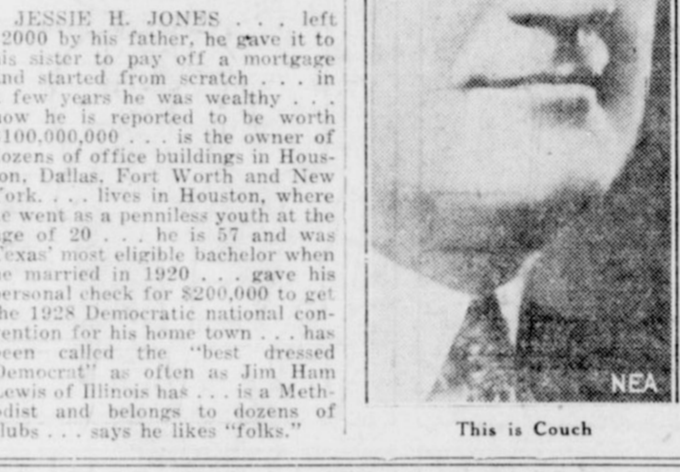 JESSIE H. JONES . . . left
2000 by his father, he gave it to
is sister to pay off a mortgage
nd started from scratch . . . in
few years he was wealthy . . .
ow he is reported to be worth
100,000,000 . . . is the owner of
ozens of office buildings in Hous-
on, Dallas, Fort Worth and New
ork. . . . lives in Houston, where
e went as a penniless youth at the
ge of 20 . . . he is 57 and was
exas' most eligible bachelor when
e married in 1920 . . . gave his
ersonal check for $200,000 to get
he 1928 Democratic national con-
ention for his home town . . . has
een called the "best dressed
Democrat" as often as Jim Ham
Lewis of Illinois has . . . is a Meth-
dist and belongs to dozens of
lubs . . . says he likes "folks."
NEA
This is Couch